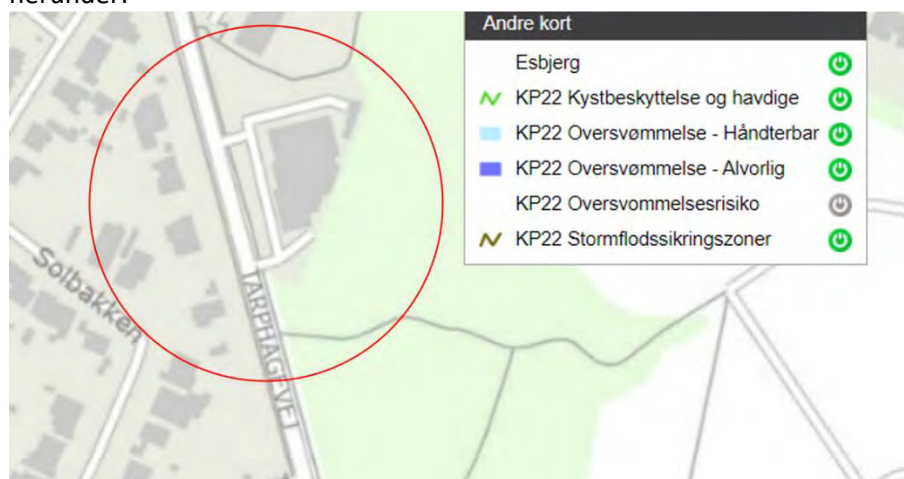 herunder:
Andre kort
Esbjerg
KP22 Kystbeskyttelse og havdige
KP22 Oversvømmelse - Håndterbar
KP22 Oversvømmelse - Alvorlig
KP22 Oversvommelsesrisiko
KP22 Stormflodssikringszoner
Solbakken
TARPHAGEVEJ